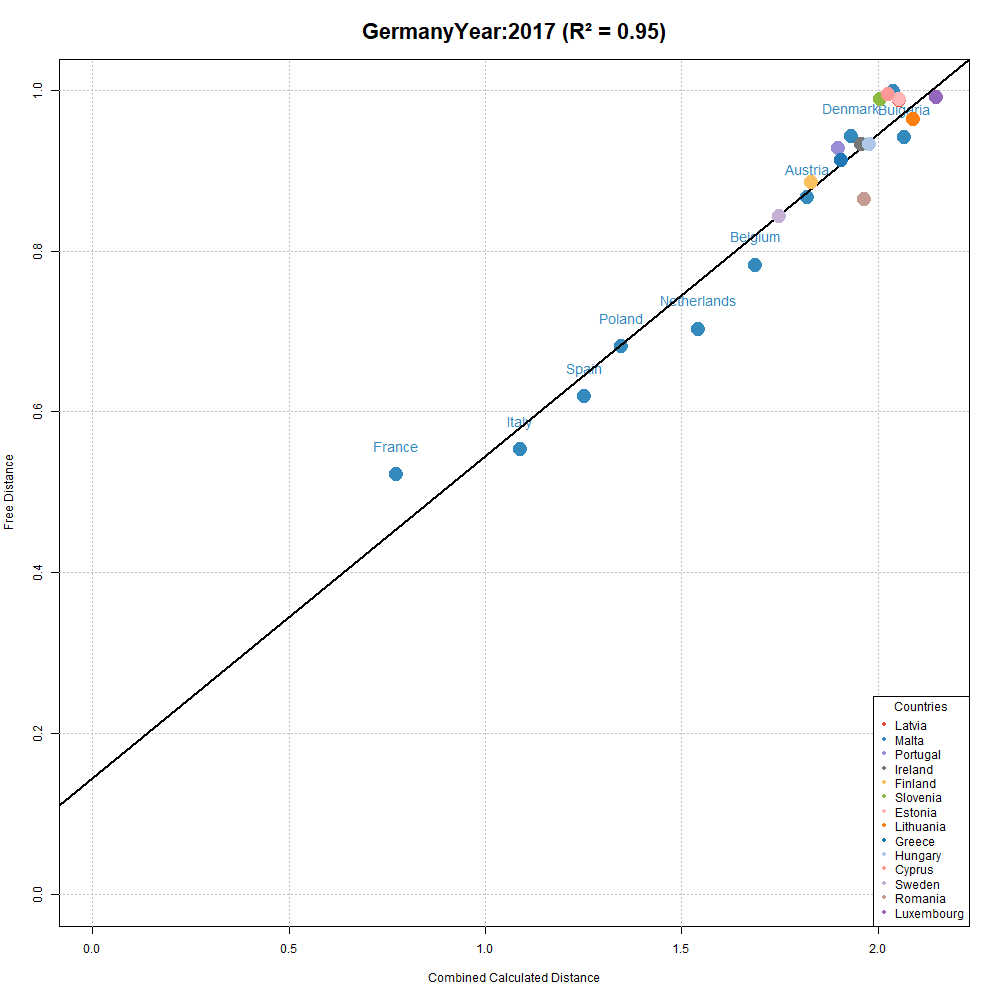 GermanyYear:2017 (R² = 0.95)
1.0
Denmark
Bulgaria
Austria
0.8
Belgium
Netherlands
Poland
Spain
0.6
Italy
France
Free Distance
0.4
0.2
0.0
Countries
Latvia
Malta
Portugal
Ireland
Finland
Slovenia
Estonia
Lithuania
Greece
Hungary
Cyprus
Sweden
Romania
Luxembourg
0.0 0.5 1.0 1.5 2.0
Combined Calculated Distance